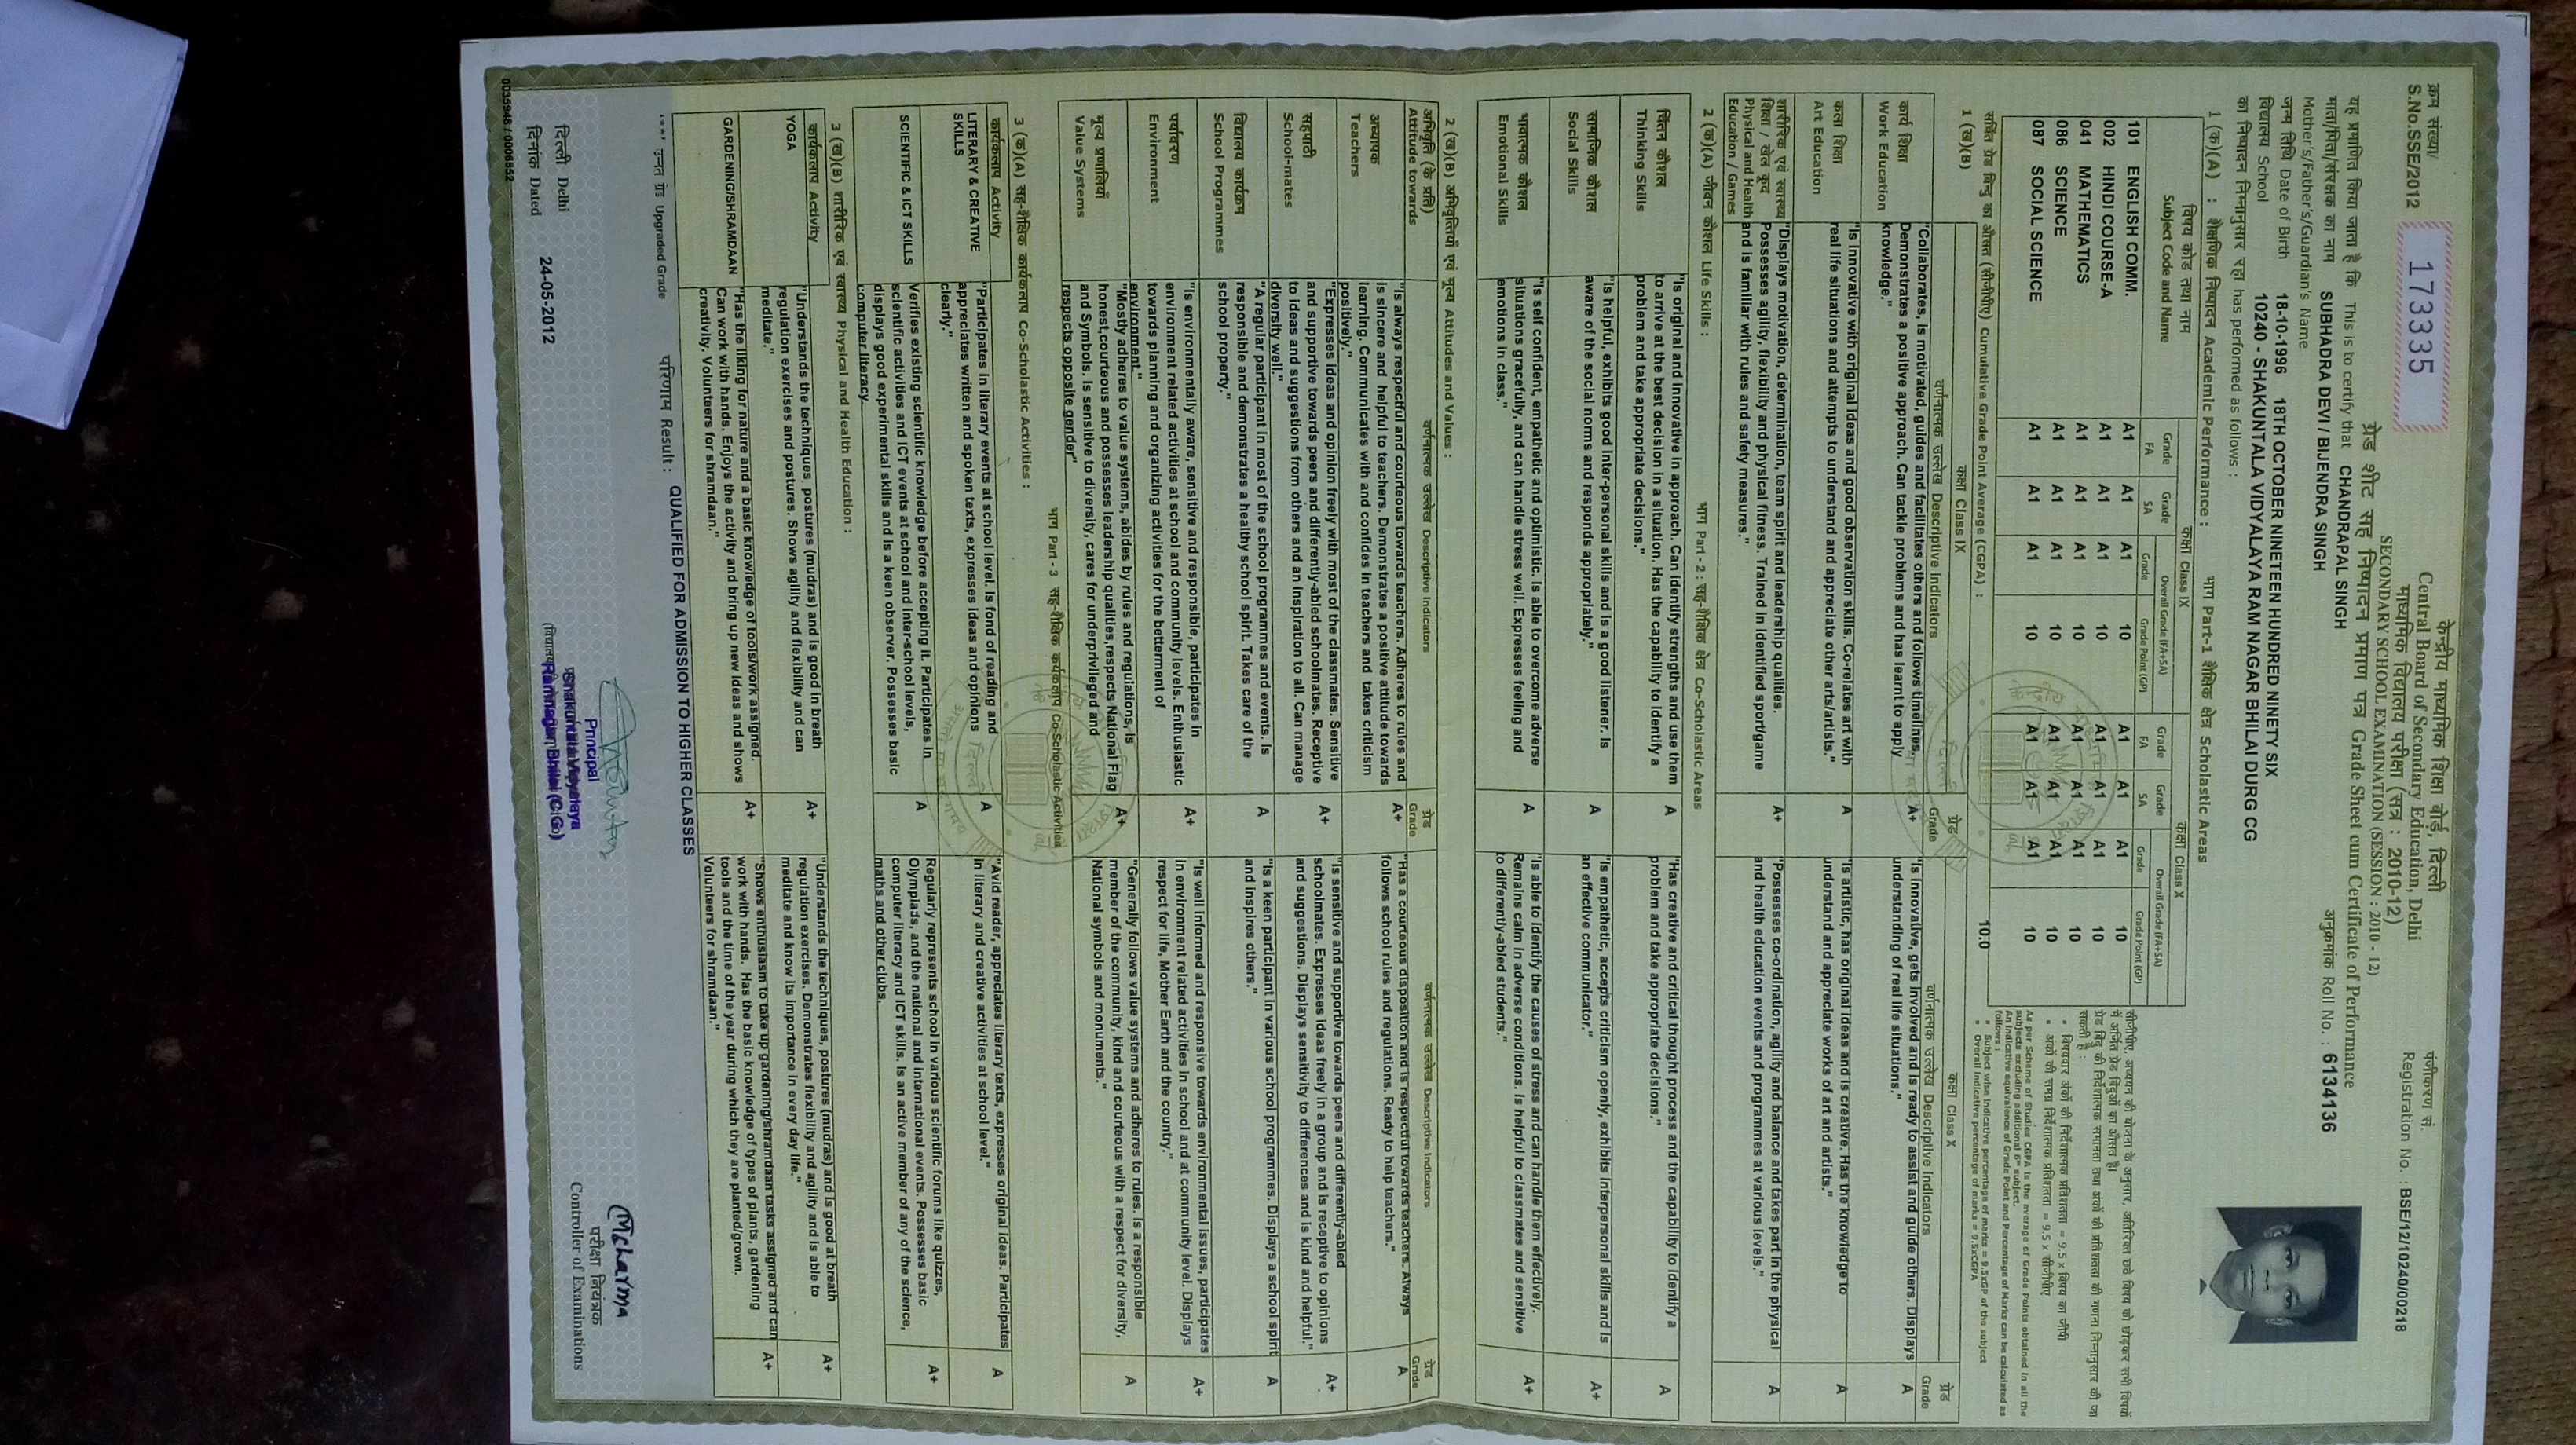 क्रम संख्या/
S.No.SSE/2012 173335
केन्द्रीय माध्यमिक शिक्षा बोर्ड, दिल्ली
Central Board of Secondary Education, Delhi
माध्यमिक विद्यालय परीक्षा (सत्र : 2010-12)
SECONDARY SCHOOL EXAMINATION (SESSION : 2010 - 12)
ग्रेड शीट सह निष्पादन प्रमाण पत्र Grade Sheet cum Certificate of Performance
पंजीकरण सं.
Registration No. : BSE/12/10240/00218
यह प्रमाणित किया जाता है कि This is to certify that CHANDRAPAL SINGH
अनुक्रमांक Roll No. : 6134136
माता/पिता/संरक्षक का नाम SUBHADRA DEVI / BIJENDRA SINGH
Mother's/Father's/Guardian's Name
जन्म तिथि Date of Birth 18-10-1996 18TH OCTOBER NINETEEN HUNDRED NINETY SIX
विद्यालय School 10240 - SHAKUNTALA VIDYALAYA RAM NAGAR BHILAI DURG CG
का निष्पादन निम्नानुसार रहा has performed as follows :
भाग Part-1 शैक्षिक क्षेत्र Scholastic Areas
1 (क)(A) : शैक्षणिक निष्पादन Academic Performance :
विषय कोड तथा नाम
Subject Code and Name
कक्षा Class IX
कक्षा Class X
Grade FA
Grade SA
Overall Grade (FA+SA)
Grade
Grade Point (GP)
Grade FA
Grade SA
Overall Grade (FA+SA)
Grade
Grade Point (GP)
101 ENGLISH COMM. A1 A1 A1 10 A1 A1 A1 10
002 HINDI COURSE-A A1 A1 A1 10 A1 A1 A1 10
041 MATHEMATICS A1 A1 A1 10 A1 A1 A1 10
086 SCIENCE A1 A1 A1 10 A1 A1 A1 10
087 SOCIAL SCIENCE A1 A1 A1 10 A1 A1 A1 10
संचित ग्रेड बिन्दु का औसत (सीजीपीए) Cumulative Grade Point Average (CGPA) : 10.0
सीजीपीए, अध्ययन की योजना के अनुसार, अतिरिक्त छठे विषय को छोड़कर सभी विषयों
में अर्जित ग्रेड बिंदुओं का औसत है।
ग्रेड बिंदु की निर्देशात्मक समानता तथा अंकों की प्रतिशतता की गणना निम्नानुसार की जा
सकती है :
• विषयवार अंकों की निर्देशात्मक प्रतिशतता = 9.5 x विषय का जीपी
• अंकों की समग्र निर्देशात्मक प्रतिशतता = 9.5 x सीजीपीए
As per Scheme of Studies CGPA is the average of Grade Points obtained in all the
subjects excluding additional 6th subject.
An indicative equivalence of Grade Point and Percentage of Marks can be calculated as
follows :
• Subject wise indicative percentage of marks = 9.5xGP of the subject
• Overall indicative percentage of marks = 9.5xCGPA
1 (ख)(B)
कक्षा Class IX
कक्षा Class X
वर्णनात्मक उल्लेख Descriptive Indicators
ग्रेड Grade
वर्णनात्मक उल्लेख Descriptive Indicators
ग्रेड Grade
कार्य शिक्षा
Work Education
"Collaborates, is motivated, guides and facilitates others and follows timelines.
Demonstrates a positive approach. Can tackle problems and has learnt to apply
knowledge."
A+
"Is innovative, gets involved and is ready to assist and guide others. Displays
understanding of real life situations."
A
कला शिक्षा
Art Education
"Is innovative with original ideas and good observation skills. Co-relates art with
real life situations and attempts to understand and appreciate other arts/artists."
A
"Is artistic, has original ideas and is creative. Has the knowledge to
understand and appreciate works of art and artists."
A
शारीरिक एवं स्वास्थ्य
शिक्षा / खेल कूद
Physical and Health
Education / Games
"Displays motivation, determination, team spirit and leadership qualities.
Possesses agility, flexibility and physical fitness. Trained in identified sport/game
and is familiar with rules and safety measures."
A+
"Possesses co-ordination, agility and balance and takes part in the physical
and health education events and programmes at various levels."
A
भाग Part - 2 : सह-शैक्षिक क्षेत्र Co-Scholastic Areas
2 (क)(A) जीवन कौशल Life Skills :
चिंतन कौशल
Thinking Skills
"Is original and innovative in approach. Can identify strengths and use them
to arrive at the best decision in a situation. Has the capability to identify a
problem and take appropriate decisions."
A
"Has creative and critical thought process and the capability to identify a
problem and take appropriate decisions."
A
सामाजिक कौशल
Social Skills
"Is helpful, exhibits good inter-personal skills and is a good listener. Is
aware of the social norms and responds appropriately."
A
"Is empathetic, accepts criticism openly, exhibits interpersonal skills and is
an effective communicator."
A+
भावात्मक कौशल
Emotional Skills
"Is self confident, empathetic and optimistic. Is able to overcome adverse
situations gracefully, and can handle stress well. Expresses feeling and
emotions in class."
A
"Is able to identify the causes of stress and can handle them effectively.
Remains calm in adverse conditions. Is helpful to classmates and sensitive
to differently-abled students."
A+
2 (ख)(B) अभिवृत्तियाँ एवं मूल्य Attitudes and Values :
अभिवृत्ति (के प्रति)
Attitude towards
वर्णनात्मक उल्लेख Descriptive Indicators
ग्रेड Grade
वर्णनात्मक उल्लेख Descriptive Indicators
ग्रेड Grade
अध्यापक
Teachers
"Is always respectful and courteous towards teachers. Adheres to rules and
is sincere and helpful to teachers. Demonstrates a positive attitude towards
learning. Communicates with and confides in teachers and takes criticism
positively."
A+
"Has a courteous disposition and is respectful towards teachers. Always
follows school rules and regulations. Ready to help teachers."
A
सहपाठी
School-mates
"Expresses ideas and opinion freely with most of the classmates. Sensitive
and supportive towards peers and differently-abled schoolmates. Receptive
to ideas and suggestions from others and an inspiration to all. Can manage
diversity well."
A+
"Is sensitive and supportive towards peers and differently-abled
schoolmates. Expresses ideas freely in a group and is receptive to opinions
and suggestions. Displays sensitivity to differences and is kind and helpful."
A+
विद्यालय कार्यक्रम
School Programmes
"A regular participant in most of the school programmes and events. Is
responsible and demonstrates a healthy school spirit. Takes care of the
school property."
A
"Is a keen participant in various school programmes. Displays a school spirit
and inspires others."
A
पर्यावरण
Environment
"Is environmentally aware, sensitive and responsible, participates in
environment related activities at school and community levels. Enthusiastic
towards planning and organizing activities for the betterment of
environment."
A+
"Is well informed and responsive towards environmental issues, participates
in environment related activities in school and at community level. Displays
respect for life, Mother Earth and the country."
A+
मूल्य प्रणालियाँ
Value Systems
"Mostly adheres to value systems, abides by rules and regulations, is
honest,courteous and possesses leadership qualities,respects National Flag
and Symbols. Is sensitive to diversity, cares for underprivileged and
respects opposite gender"
A+
"Generally follows value systems and adheres to rules. Is a responsible
member of the community, kind and courteous with a respect for diversity,
National symbols and monuments."
A
भाग Part - 3 सह-शैक्षिक कार्यकलाप Co-Scholastic Activities
3 (क)(A) सह-शैक्षिक कार्यकलाप Co-Scholastic Activities :
कार्यकलाप Activity
LITERARY & CREATIVE
SKILLS
"Participates in literary events at school level. Is fond of reading and
appreciates written and spoken texts, expresses ideas and opinions
clearly."
A
"Avid reader, appreciates literary texts, expresses original ideas. Participates
in literary and creative activities at school level."
A
SCIENTIFIC & ICT SKILLS
Verifies existing scientific knowledge before accepting it. Participates in
scientific activities and ICT events at school and inter-school levels,
displays good experimental skills and is a keen observer. Possesses basic
computer literacy.
A
Regularly represents school in various scientific forums like quizzes,
Olympiads, and the national and international events. Possesses basic
computer literacy and ICT skills. Is an active member of any of the science,
maths and other clubs.
A+
3 (ख)(B) शारीरिक एवं स्वास्थ्य Physical and Health Education :
कार्यकलाप Activity
YOGA
"Understands the techniques, postures (mudras) and is good in breath
regulation exercises and postures. Shows agility and flexibility and can
meditate."
A+
"Understands the techniques, postures (mudras) and is good at breath
regulation exercises. Demonstrates flexibility and agility and is able to
meditate and know its importance in every day life."
A+
GARDENING/SHRAMDAAN
"Has the liking for nature and a basic knowledge of tools/work assigned.
Can work with hands. Enjoys the activity and bring up new ideas and shows
creativity. Volunteers for shramdaan."
A+
"Shows enthusiasm to take up gardening/shramdaan tasks assigned and can
work with hands. Has the basic knowledge of types of plants, gardening
tools and the time of the year during which they are planted/grown.
Volunteers for shramdaan."
A+
'***' उन्नत ग्रेड Upgraded Grade परिणाम Result : QUALIFIED FOR ADMISSION TO HIGHER CLASSES
दिल्ली Delhi
दिनांक Dated 24-05-2012
Principal
Shakuntala Vidyalaya
Ramnagar, Bhilai (C.G.)
MSharma
परीक्षा नियंत्रक
Controller of Examinations
0035948 / 0006852